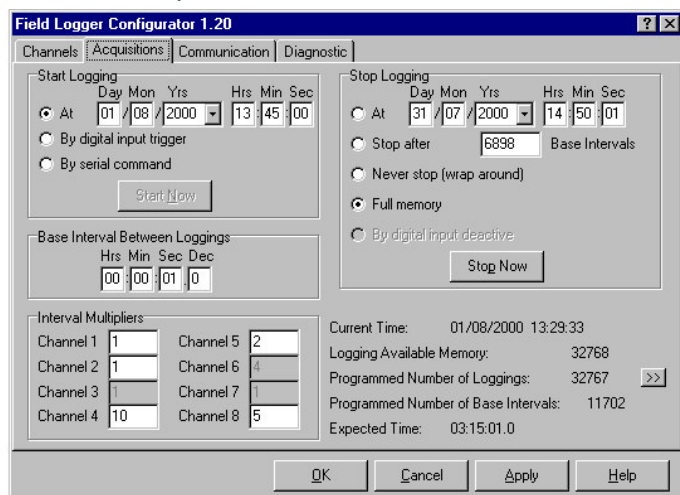 Field Logger Configurator 1.20
Channels Acquisitions Communication Diagnostic
Start Logging
Day Mon Yrs Hrs Min Sec
At 01 / 08 / 2000 13 : 45 : 00
By digital input trigger
By serial command
Start Now
Stop Logging
Day Mon Yrs Hrs Min Sec
At 31 / 07 / 2000 14 : 50 : 01
Stop after 6898 Base Intervals
Never stop (wrap around)
Full memory
By digital input deactive
Stop Now
Base Interval Between Loggings
Hrs Min Sec Dec
00 : 00 : 01 . 0
Interval Multipliers
Channel 1 1 Channel 5 2
Channel 2 1 Channel 6 4
Channel 3 1 Channel 7 1
Channel 4 10 Channel 8 5
Current Time: 01/08/2000 13:29:33
Logging Available Memory: 32768
Programmed Number of Loggings: 32767 >>
Programmed Number of Base Intervals: 11702
Expected Time: 03:15:01.0
OK Cancel Apply Help